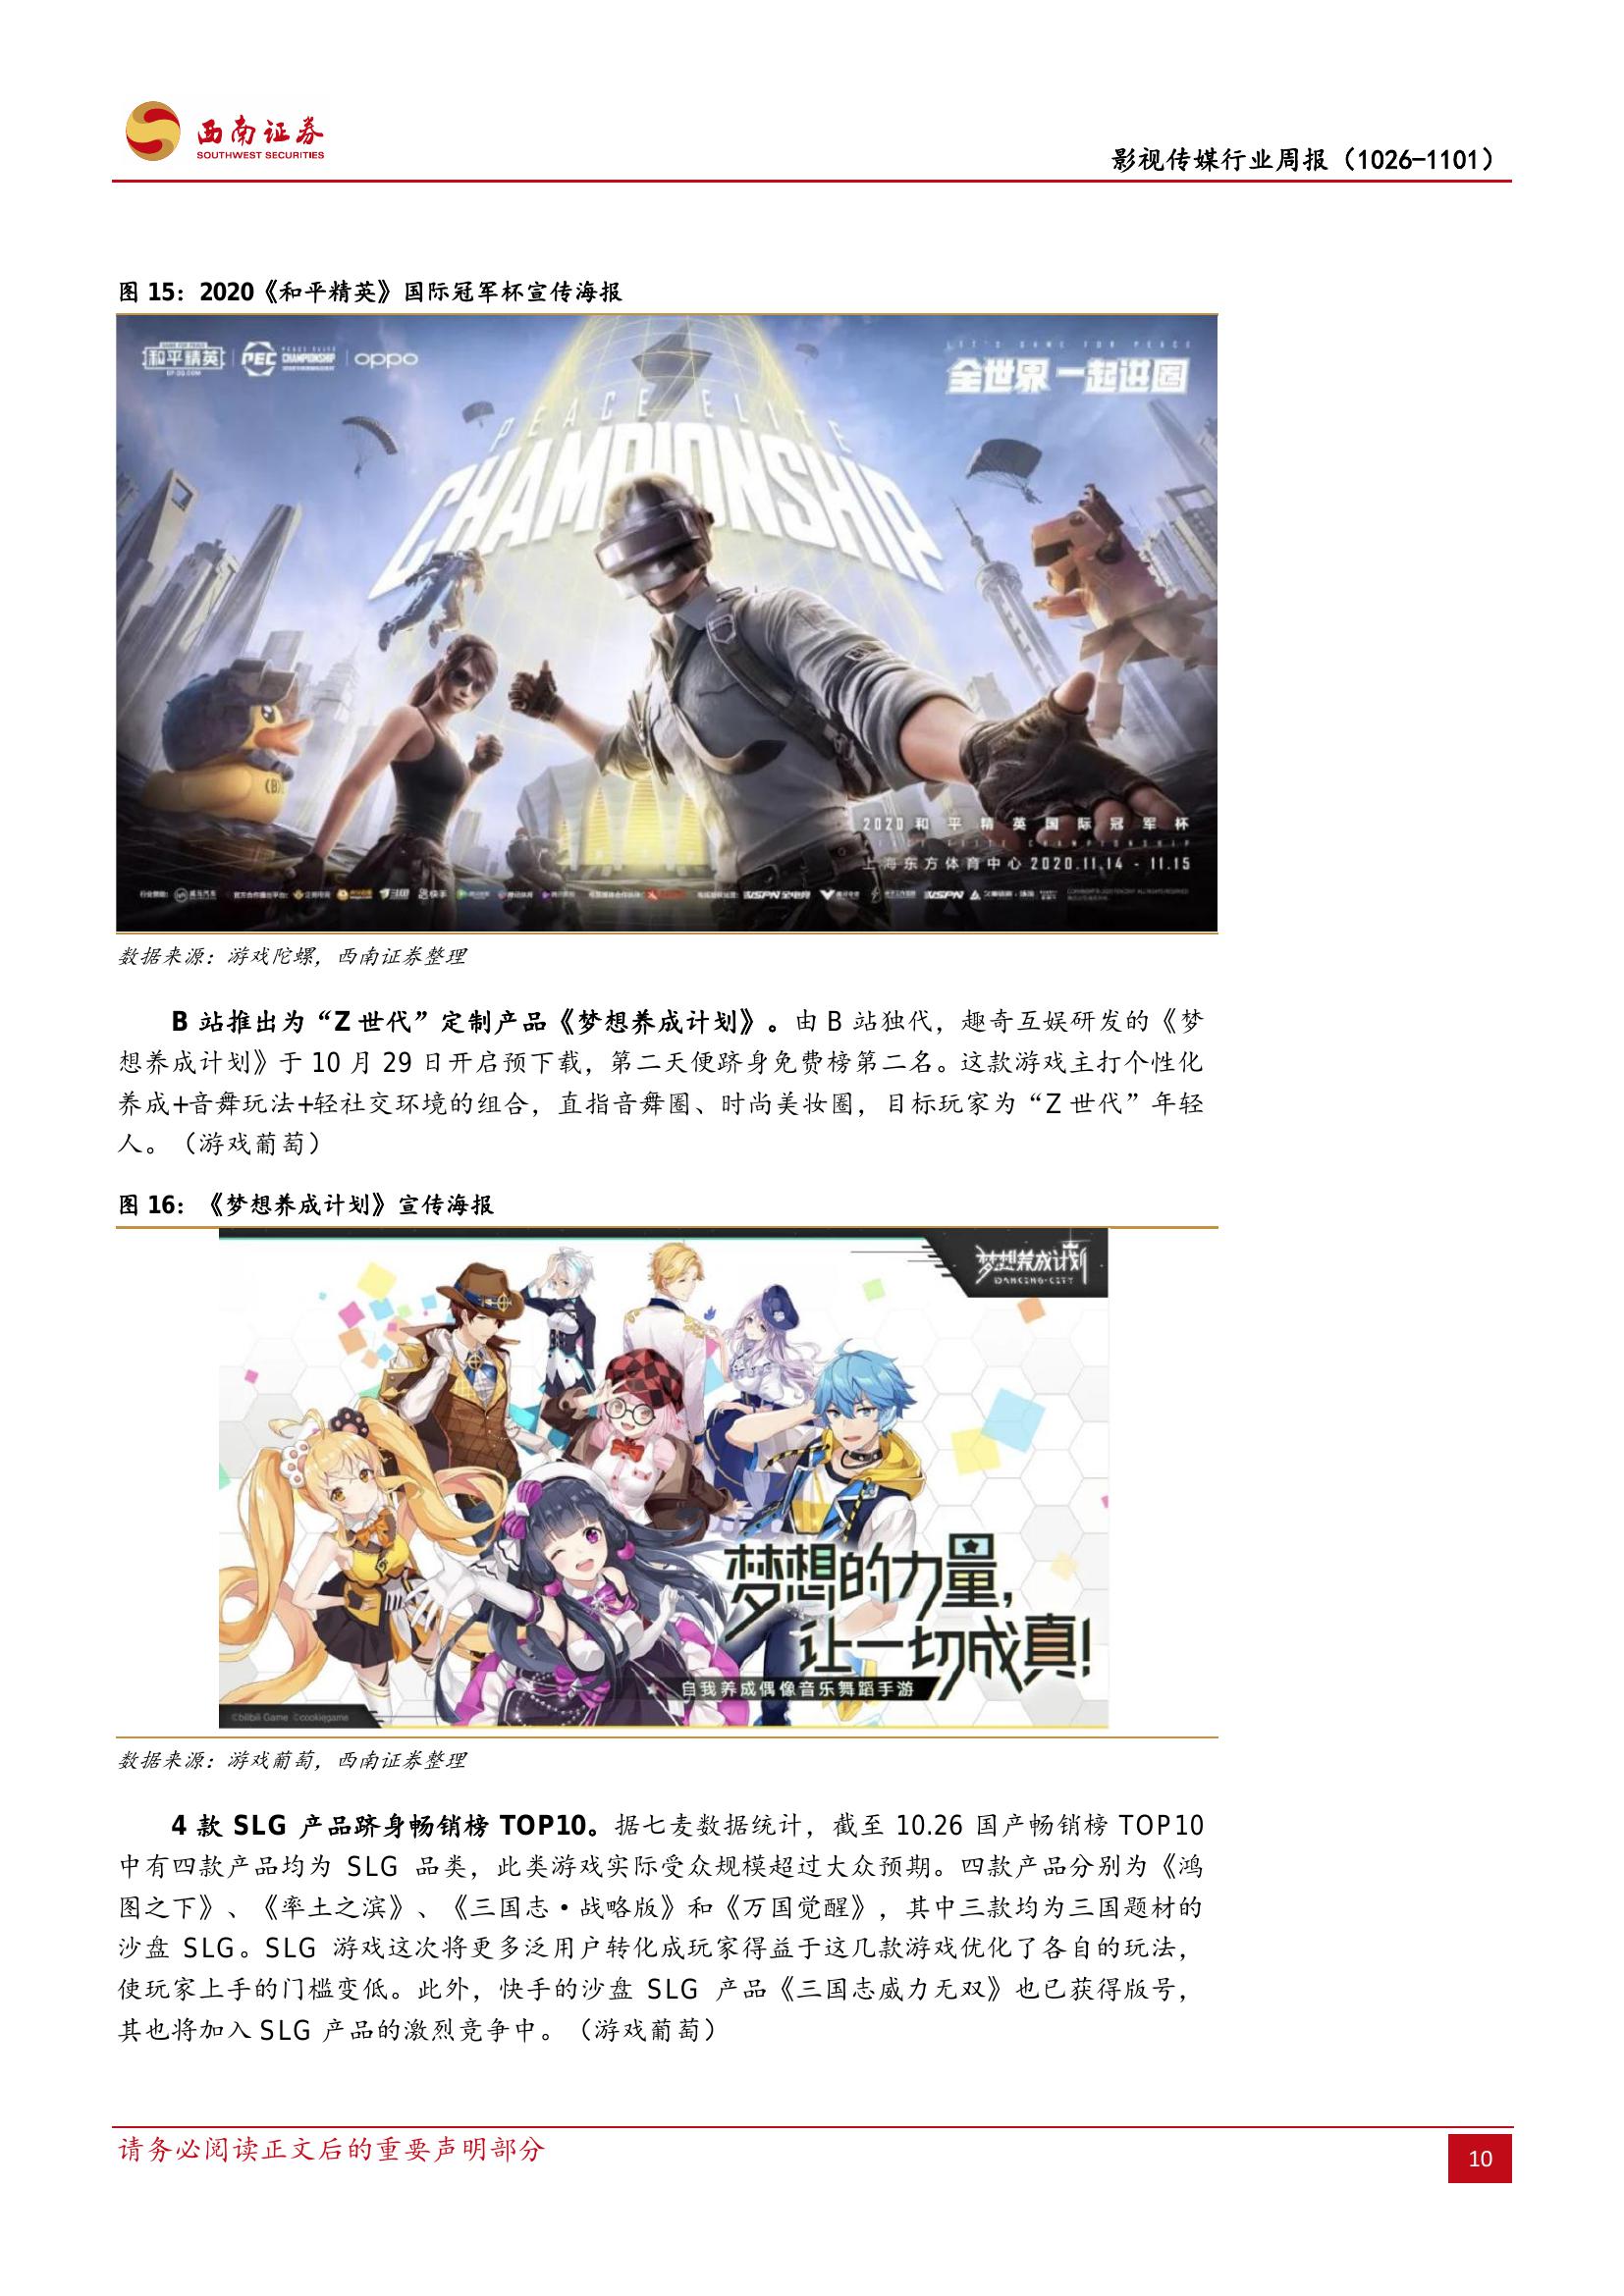 西南证券
SOUTHWEST SECURITIES
影视传媒行业周报（1026-1101）
图 15：2020《和平精英》国际冠军杯宣传海报
和平精英
PEC
CHAMPIONSHIP
oppo
LET'S GAME FOR PEACE
全世界 一起进圈
PEACE ELITE
CHAMPIONSHIP
2020 和平精英国际冠军杯
PEACE ELITE CHAMPIONSHIP
上海东方体育中心 2020.11.14 - 11.15
快手
数据来源：游戏陀螺，西南证券整理
B 站推出为“Z 世代”定制产品《梦想养成计划》。由 B 站独代，趣奇互娱研发的《梦
想养成计划》于 10 月 29 日开启预下载，第二天便跻身免费榜第二名。这款游戏主打个性化
养成+音舞玩法+轻社交环境的组合，直指音舞圈、时尚美妆圈，目标玩家为“Z 世代”年轻
人。（游戏葡萄）
图 16：《梦想养成计划》宣传海报
梦想养成计划
DANCING·CITY
梦想的力量，
让一切成真！
自我养成偶像音乐舞蹈手游
©bilibili Game ©cookiegame
数据来源：游戏葡萄，西南证券整理
4 款 SLG 产品跻身畅销榜 TOP10。据七麦数据统计，截至 10.26 国产畅销榜 TOP10
中有四款产品均为 SLG 品类，此类游戏实际受众规模超过大众预期。四款产品分别为《鸿
图之下》、《率土之滨》、《三国志·战略版》和《万国觉醒》，其中三款均为三国题材的
沙盘 SLG。SLG 游戏这次将更多泛用户转化成玩家得益于这几款游戏优化了各自的玩法，
使玩家上手的门槛变低。此外，快手的沙盘 SLG 产品《三国志威力无双》也已获得版号，
其也将加入 SLG 产品的激烈竞争中。（游戏葡萄）
请务必阅读正文后的重要声明部分
10